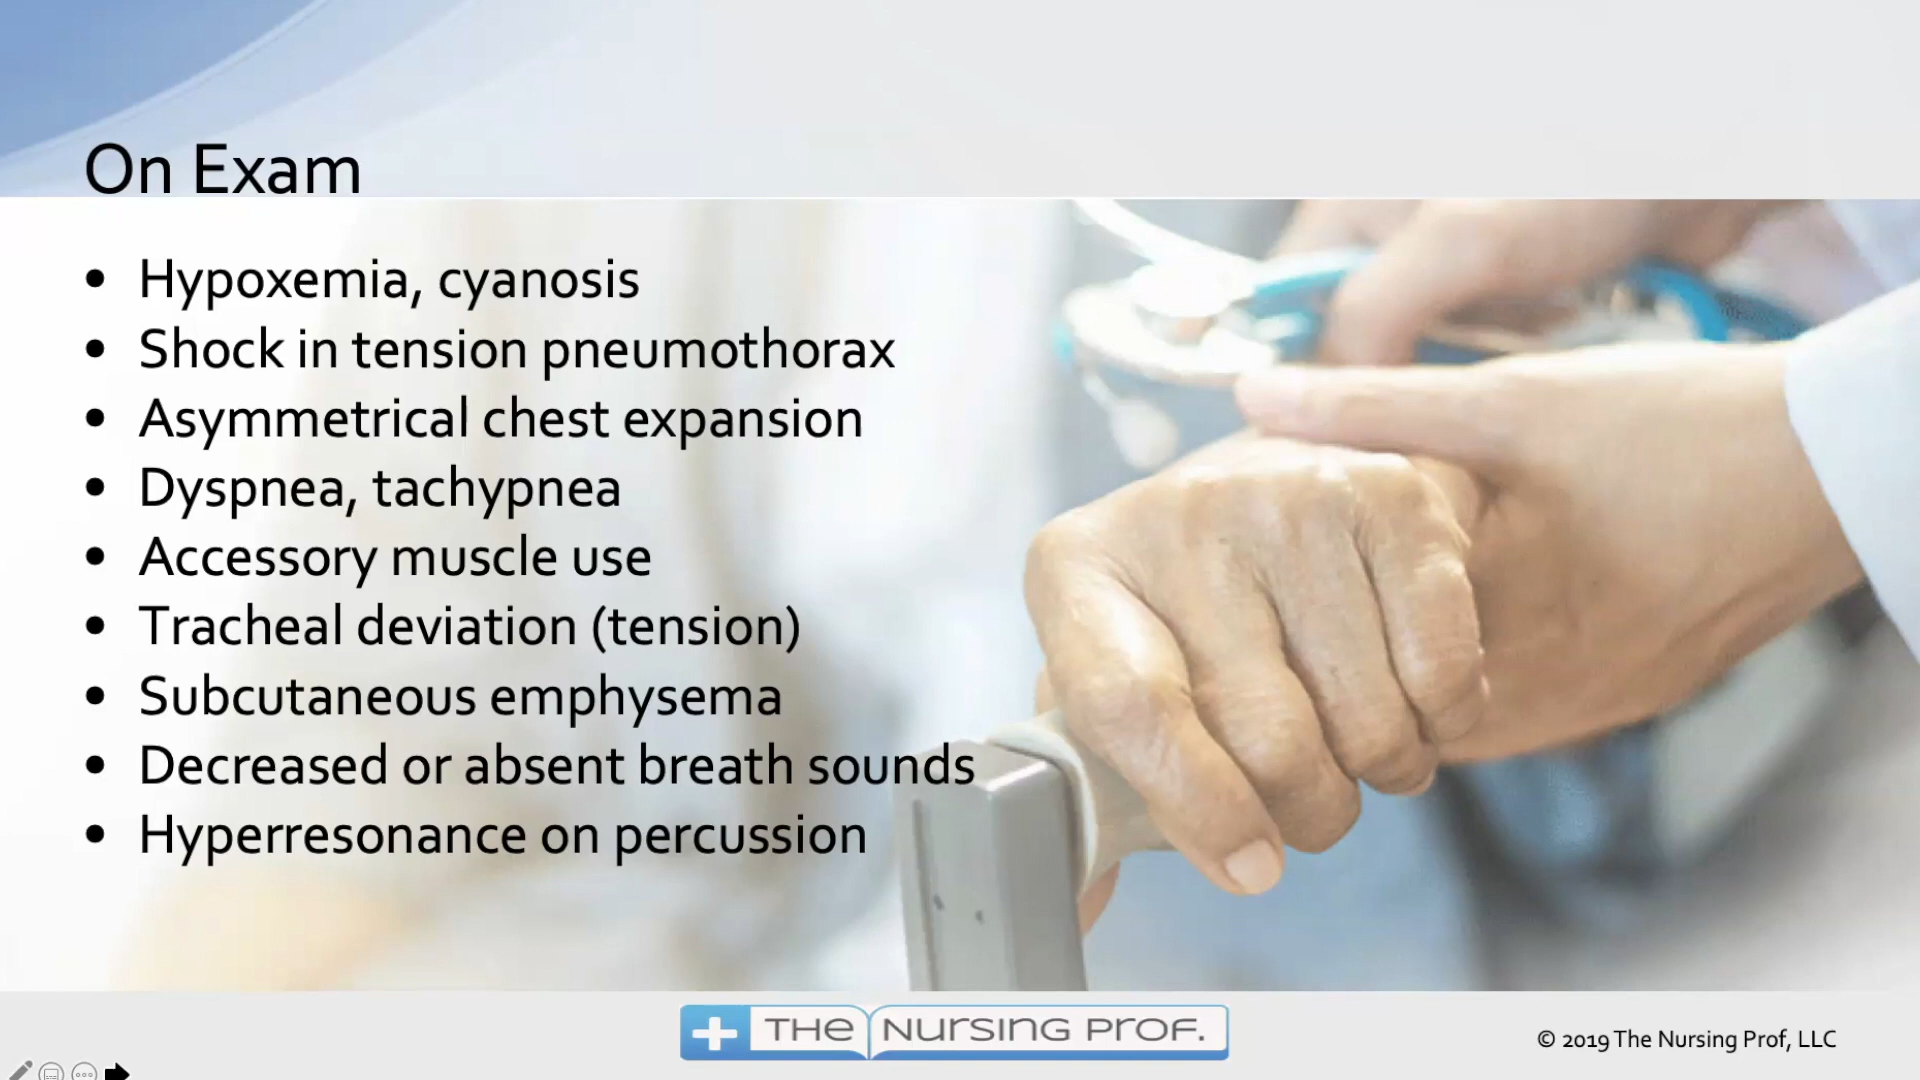 On Exam
• Hypoxemia, cyanosis
• Shock in tension pneumothorax
• Asymmetrical chest expansion
• Dyspnea, tachypnea
• Accessory muscle use
• Tracheal deviation (tension)
• Subcutaneous emphysema
• Decreased or absent breath sounds
• Hyperresonance on percussion
THE NURSING PROF.
© 2019 The Nursing Prof, LLC